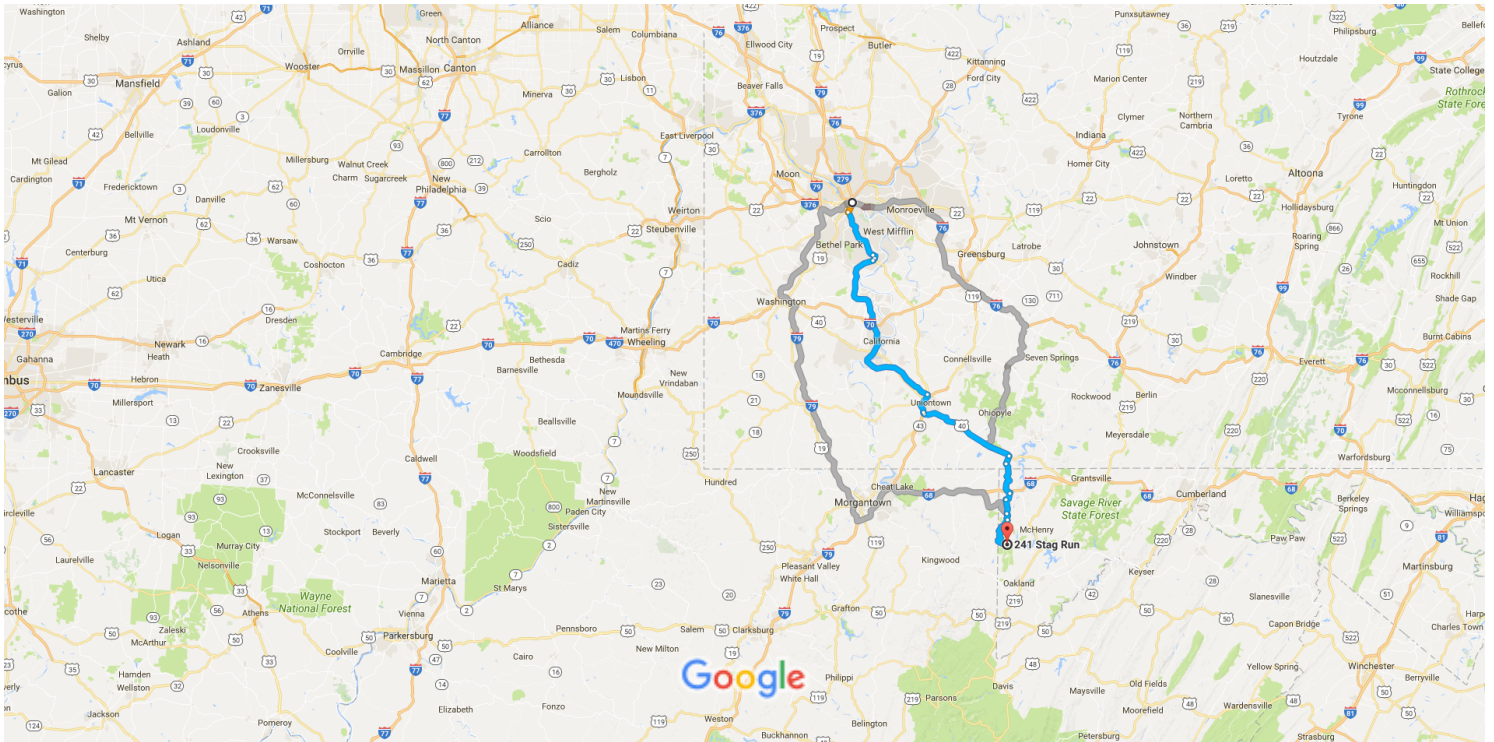 Washington
Shelby
Ashland
Mansfield
Galion
Bellville
Mt Gilead
Cardington
Fredericktown
Loudonville
Danville
Mt Vernon
Centerburg
Utica
Orrville
Wooster
Green
North Canton
Massillon
Canton
Alliance
Salem
Columbiana
Lisbon
Minerva
East Liverpool
Millersburg
Walnut Creek
Charm
Sugarcreek
New
Philadelphia
Carrollton
Bergholz
Scio
Weirton
Steubenville
Cadiz
Warsaw
Coshocton
Dresden
Newark
Heath
Hebron
Gahanna
Zanesville
Millersport
Cambridge
Bethesda
Barnesville
Martins Ferry
Wheeling
New
Vrindaban
Moundsville
Beallsville
Woodsfield
New
Martinsville
Paden City
Sistersville
St Marys
Hundred
Lancaster
Crooksville
New
Lexington
McConnelsville
Caldwell
Stockport
Beverly
Logan
Laurelville
Murray City
Nelsonville
Athens
Wayne
National Forest
Marietta
Vienna
Parkersburg
Coolville
Zaleski
McArthur
Hamden
Wellston
Jackson
Pomeroy
Elizabeth
Cairo
Fonzo
Pennsboro
New Milton
Salem
Clarksburg
Weston
Buckhannon
Philippi
Belington
Grafton
Pleasant Valley
White Hall
Kingwood
Morgantown
Cheat Lake
Prospect
Butler
Ellwood City
Beaver Falls
Kittanning
Ford City
Moon
Monroeville
West Mifflin
Bethel Park
Washington
California
Connellsville
Uniontown
Ohiopyle
Greensburg
Latrobe
Seven Springs
Rockwood
Berlin
Meyersdale
Punxsutawney
Marion Center
Clymer
Northern
Cambria
Indiana
Homer City
Loretto
Altoona
Hollidaysburg
Roaring
Spring
Johnstown
Windber
Philipsburg
Houtzdale
State College
Tyrone
Huntingdon
Mt Union
Rockhill
Shade Gap
Burnt Cabins
Everett
Mcconnellsburg
Warfordsburg
Grantsville
Cumberland
Savage River
State Forest
McHenry
241 Stag Run
Oakland
Keyser
Paw Paw
Berkeley
Springs
Martinsburg
Slanesville
Capon Bridge
Winchester
Berryville
Charles Town
Yellow Spring
Wardensville
Strasburg
Old Fields
Maysville
Moorefield
Petersburg
Davis
Parsons
Google